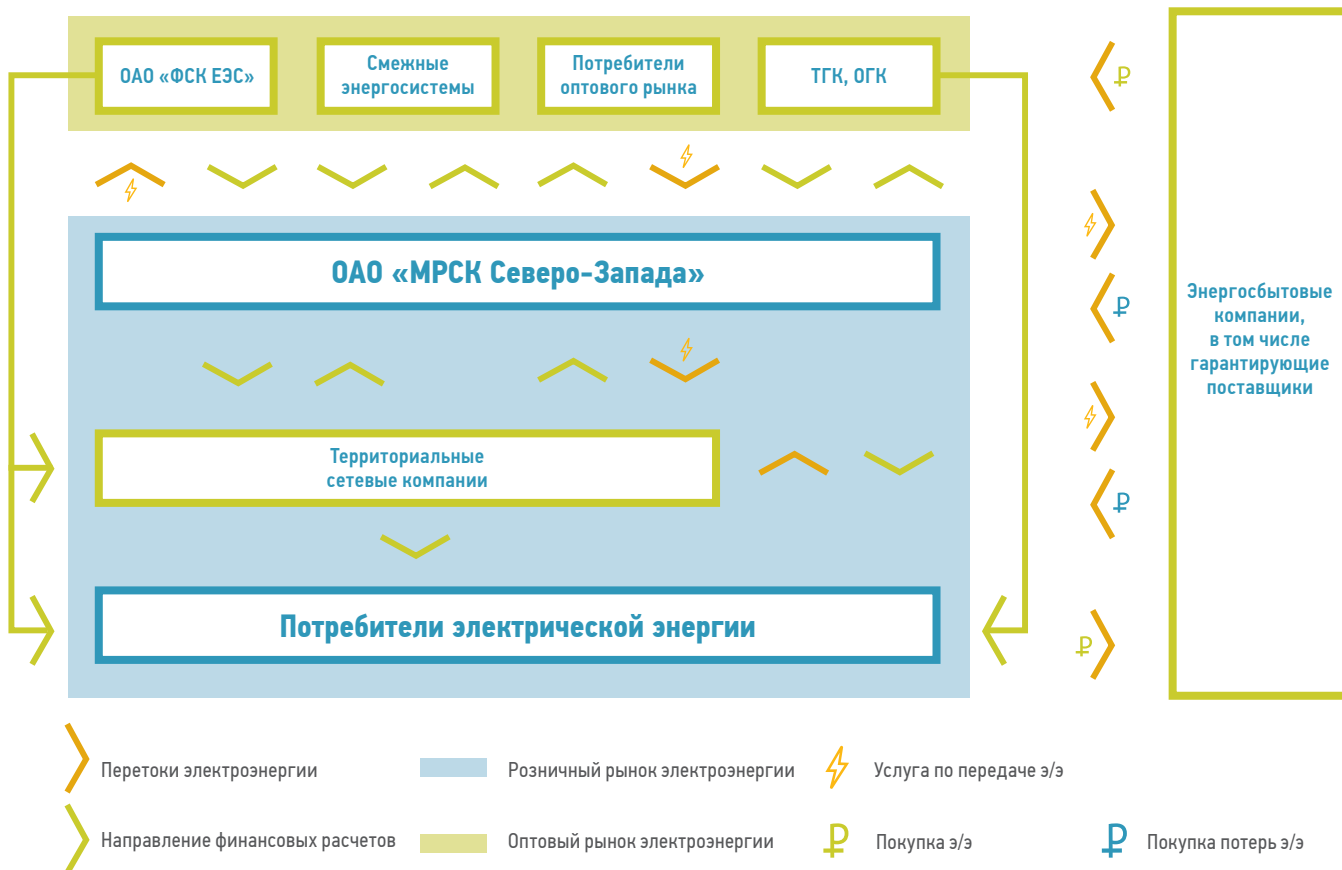 ОАО «ФСК ЕЭС»
Смежные
энергосистемы
Потребители
оптового рынка
ТГК, ОГК
ОАО «МРСК Северо-Запада»
Территориальные
сетевые компании
Потребители электрической энергии
Энергосбытовые
компании,
в том числе
гарантирующие
поставщики
Перетоки электроэнергии
Розничный рынок электроэнергии
Услуга по передаче э/э
Направление финансовых расчетов
Оптовый рынок электроэнергии
Покупка э/э
Покупка потерь э/э